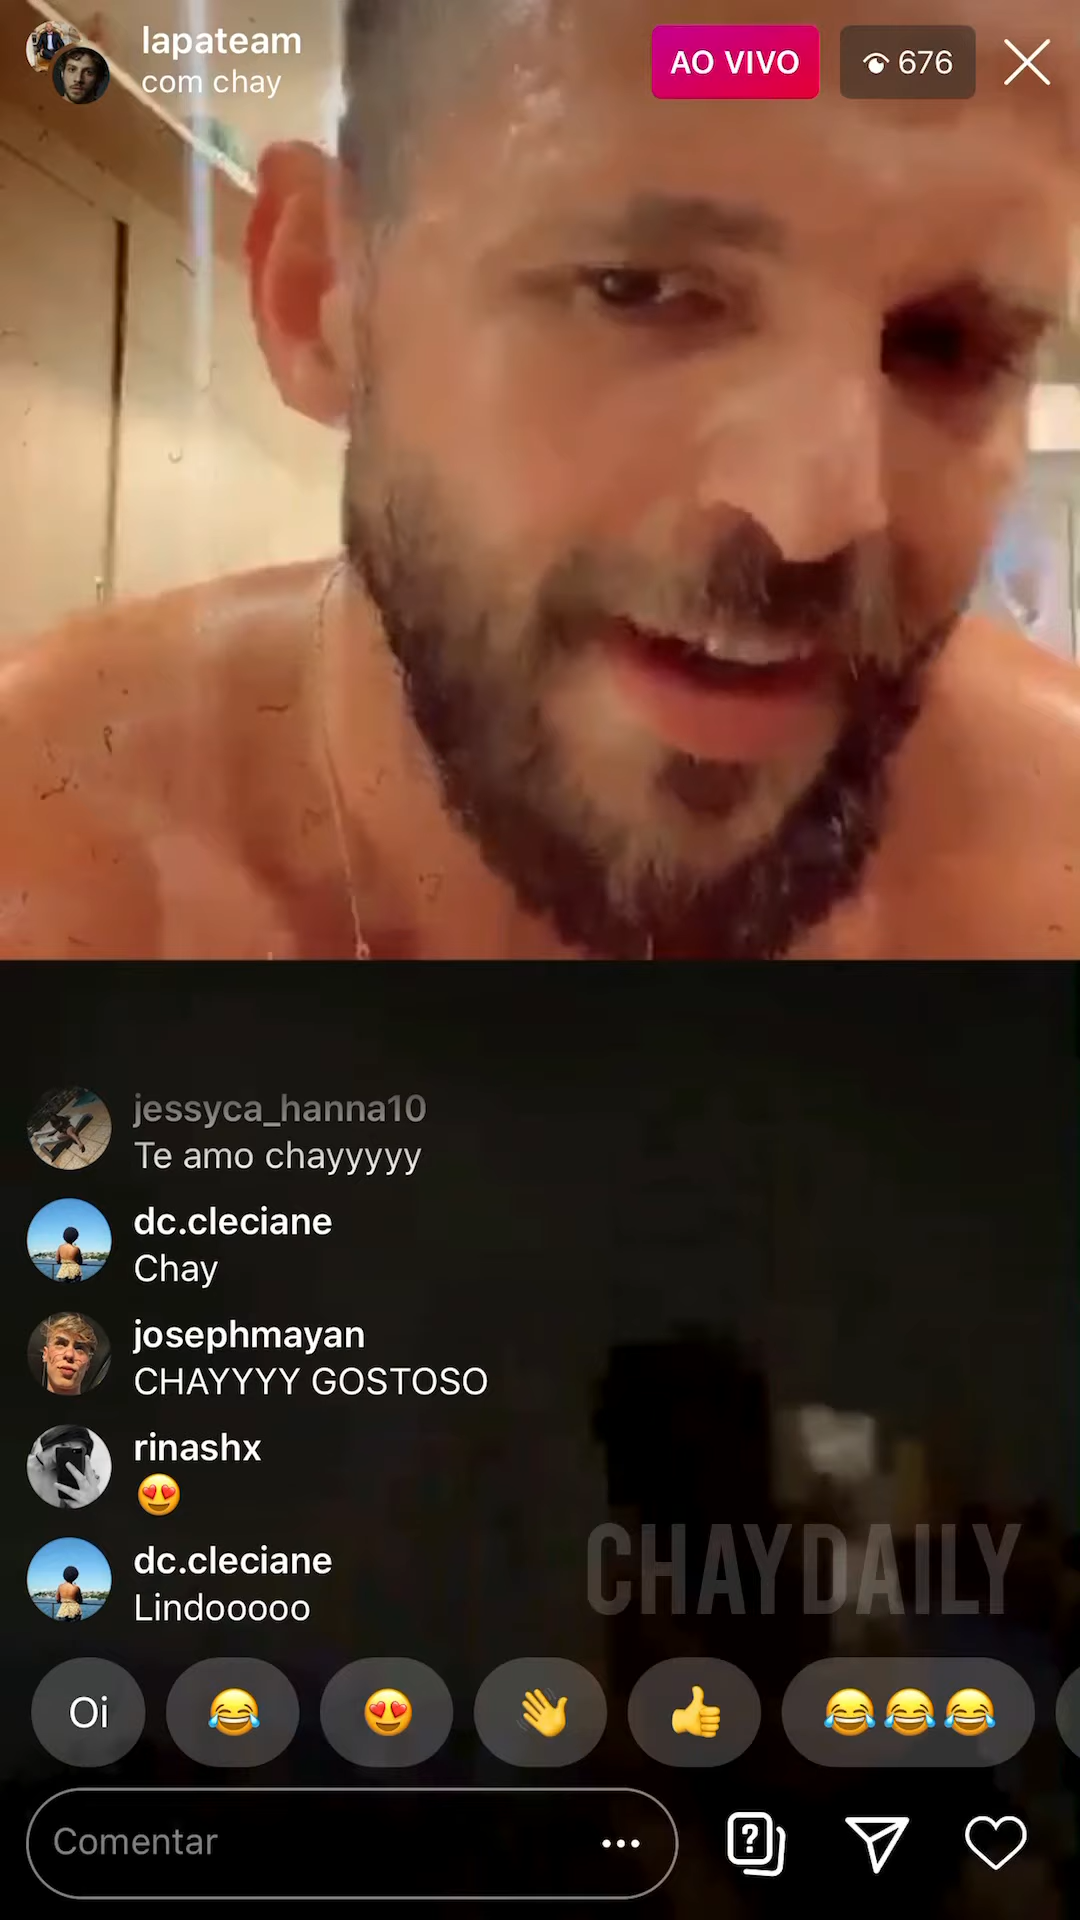 lapateam
com chay
AO VIVO
676
jessyca_hanna10
Te amo chayyyyy
dc.cleciane
Chay
josephmayan
CHAYYYY GOSTOSO
rinashx
😍
dc.cleciane
Lindooooo
CHAYDAILY
Oi
😂
😍
👋
👍
😂😂😂
Comentar